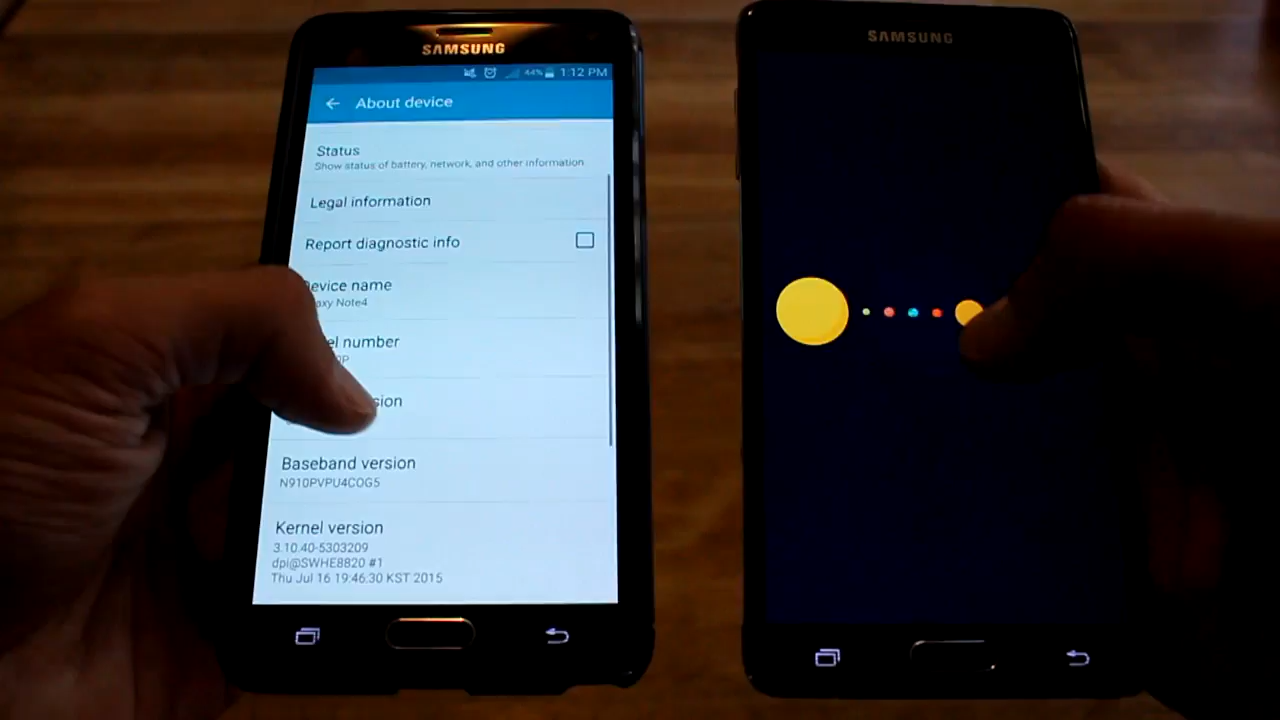 SAMSUNG
44% 1:12 PM
About device
Status
Show status of battery, network, and other information
Legal information
Report diagnostic info
evice name
axy Note4
el number
0P
sion
Baseband version
N910PVPU4COG5
Kernel version
3.10.40-5303209
dpi@SWHE8820 #1
Thu Jul 16 19:46:30 KST 2015
SAMSUNG